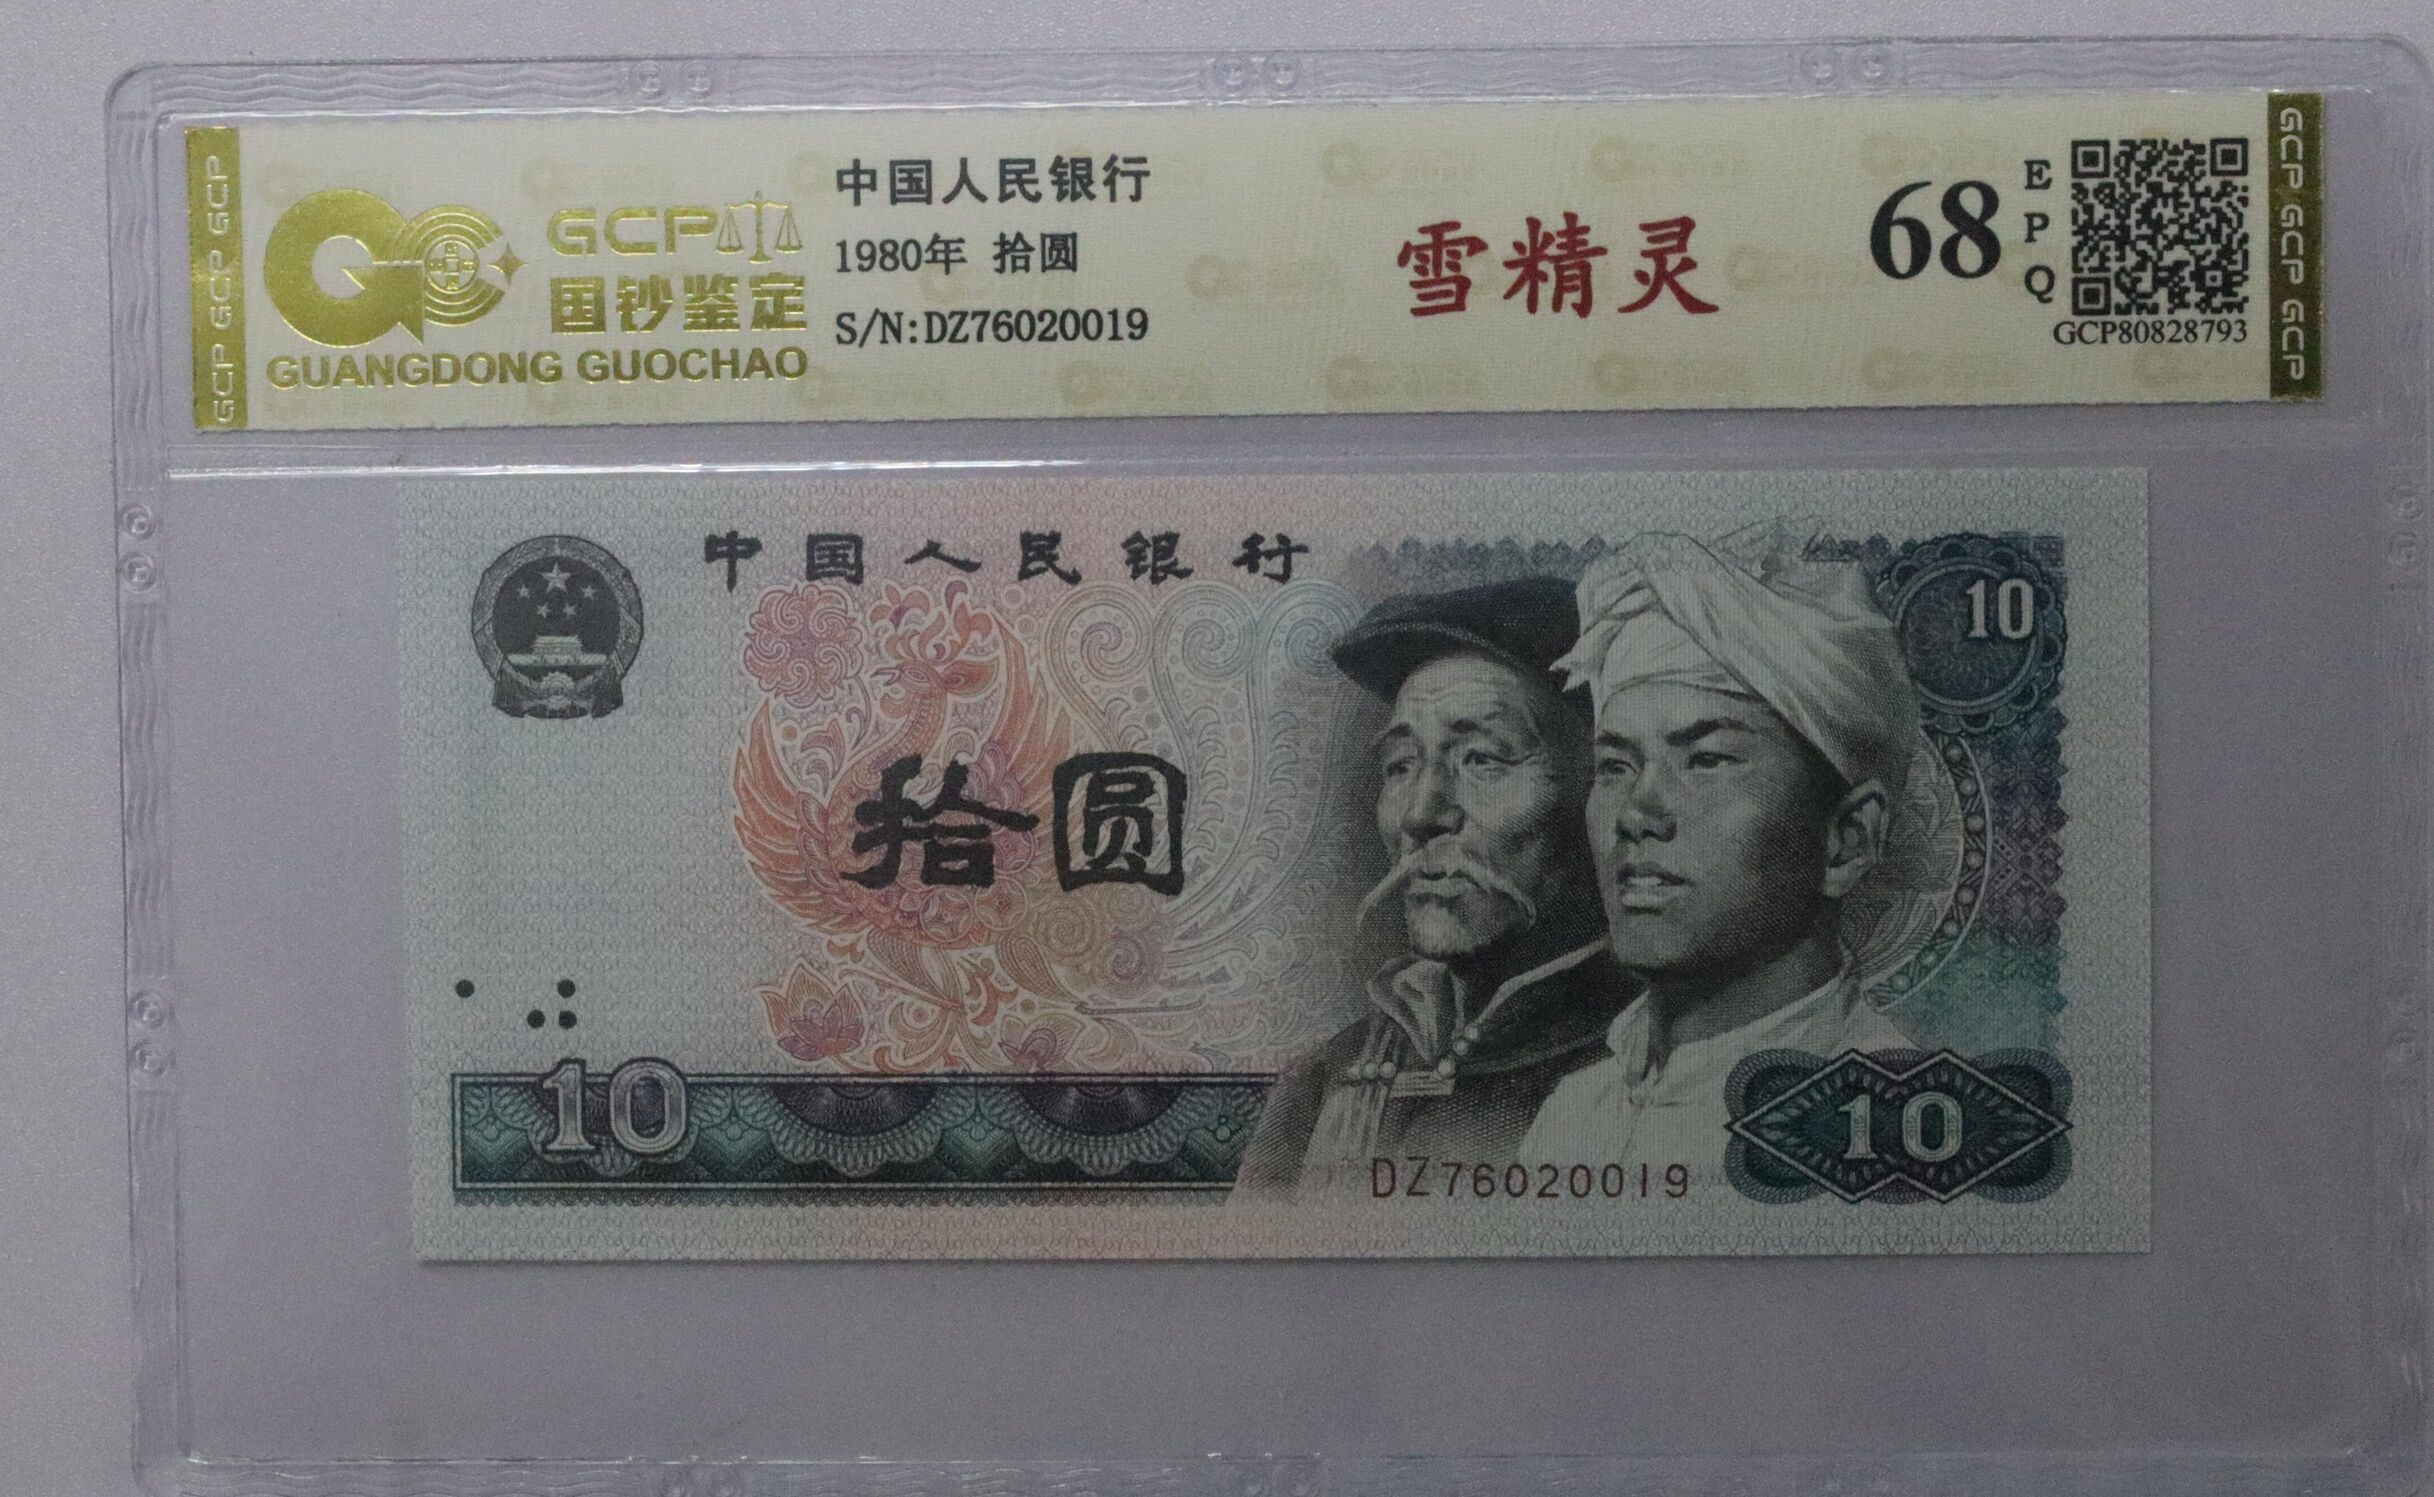 GCP GCP GCP
GCP
国钞鉴定
GUANGDONG GUOCHAO
中国人民银行
1980年 拾圆
S/N:DZ76020019
雪精灵
68
EPQ
GCP80828793
GCP GCP GCP
中国人民银行
10
拾圆
10
10
DZ76020019